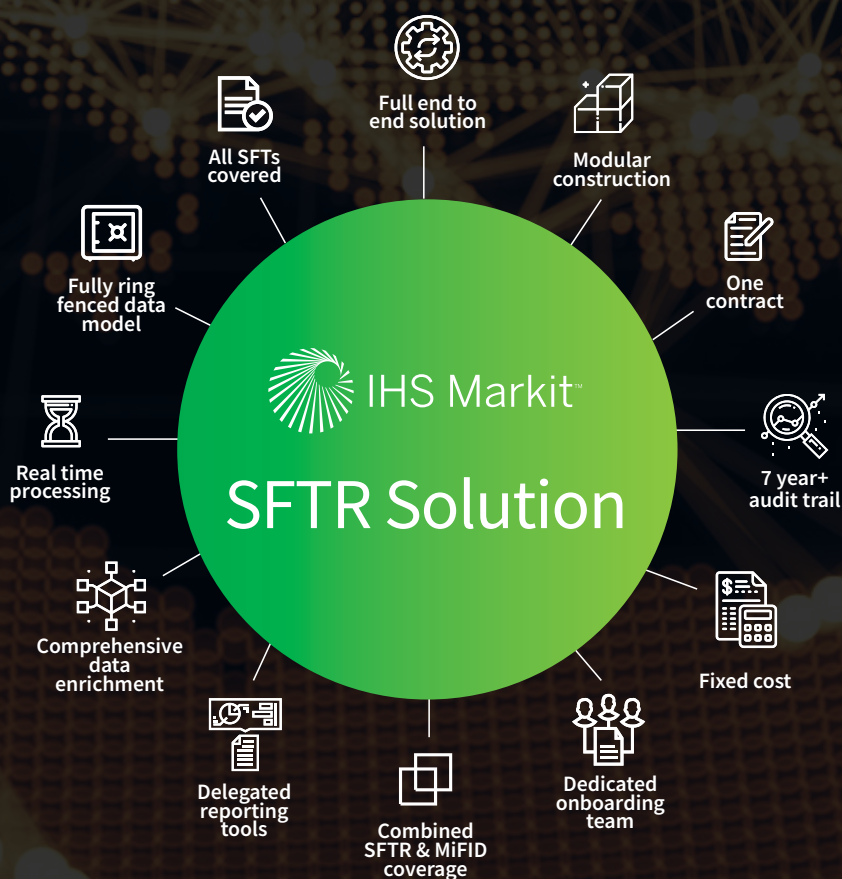 Full end to
end solution
Modular
construction
One
contract
7 year+
audit trail
Fixed cost
Dedicated
onboarding
team
Combined
SFTR & MiFID
coverage
Delegated
reporting
tools
Comprehensive
data
enrichment
Real time
processing
Fully ring
fenced data
model
All SFTs
covered
IHS Markit™
SFTR Solution
$